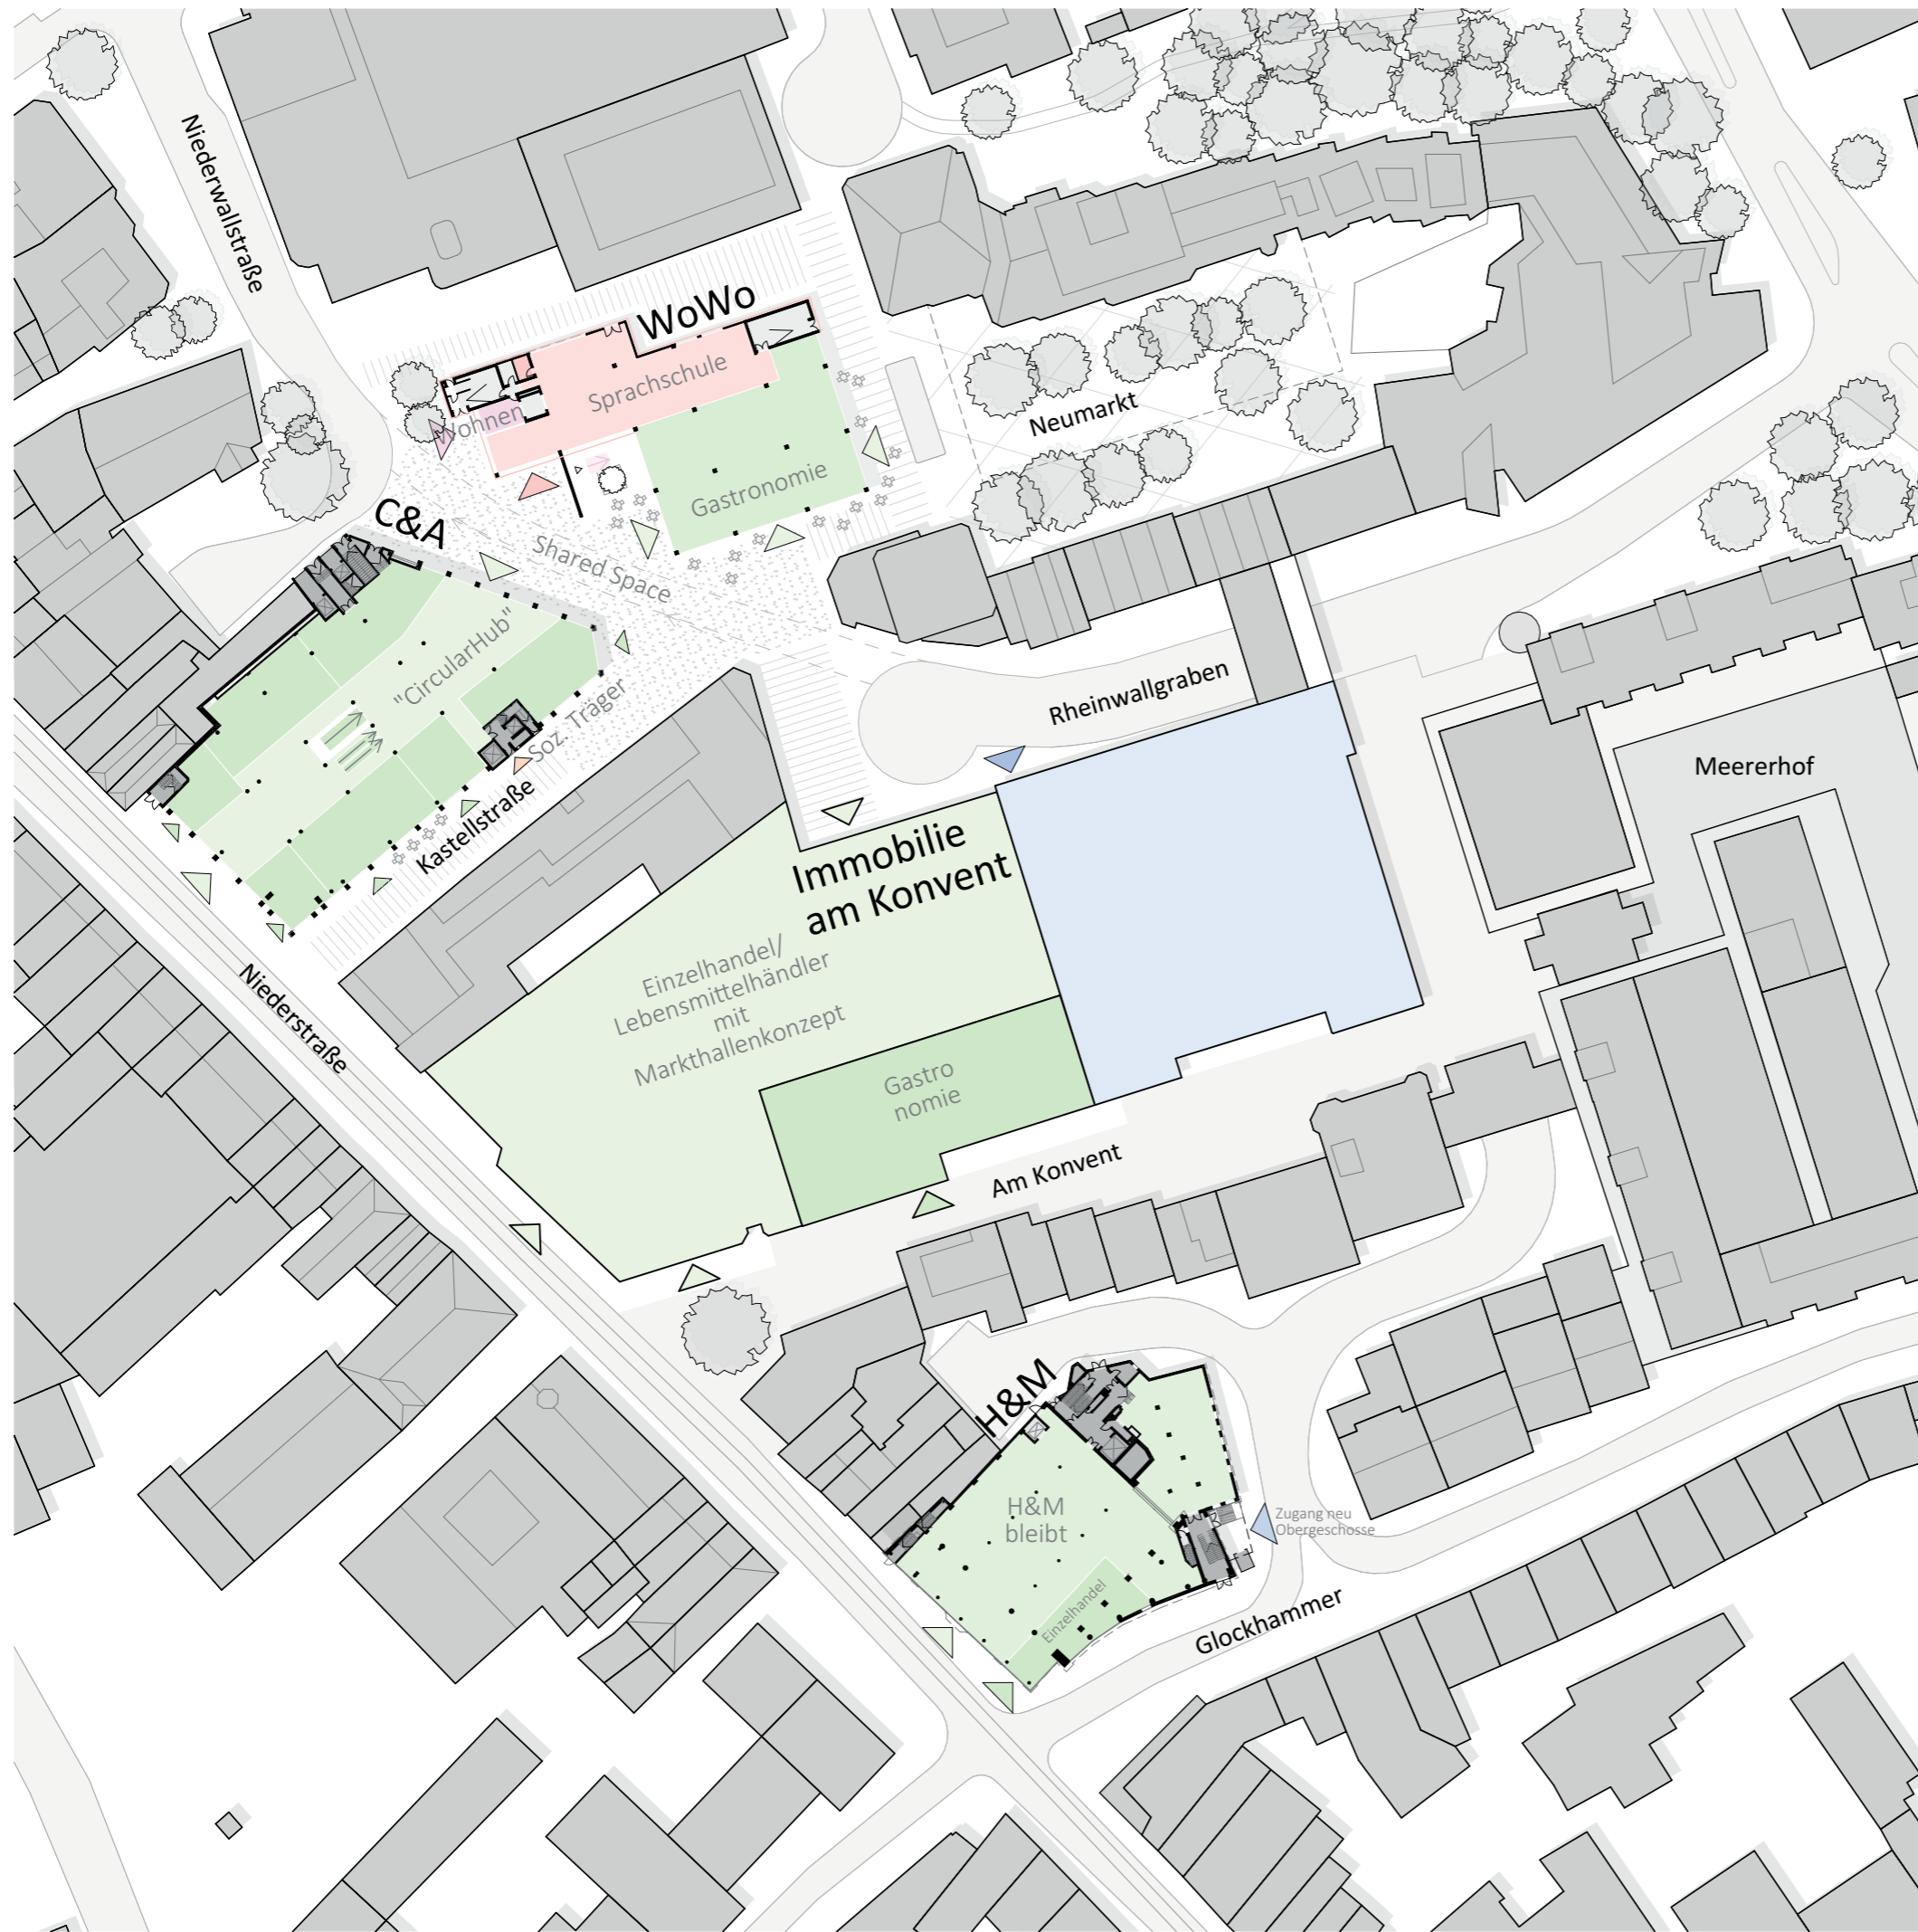 Niederwallstraße
WoWo
Sprachschule
Wohnen
Neumarkt
Gastronomie
C&A
Shared Space
"CircularHub"
Soz. Träger
Rheinwallgraben
Meererhof
Kastellstraße
Immobilie
am Konvent
Einzelhandel/
Lebensmittelhändler
mit
Markthallenkonzept
Niederstraße
Gastro
nomie
Am Konvent
H&M
H&M
bleibt
Zugang neu
Obergeschosse
Einzelhandel
Glockhammer